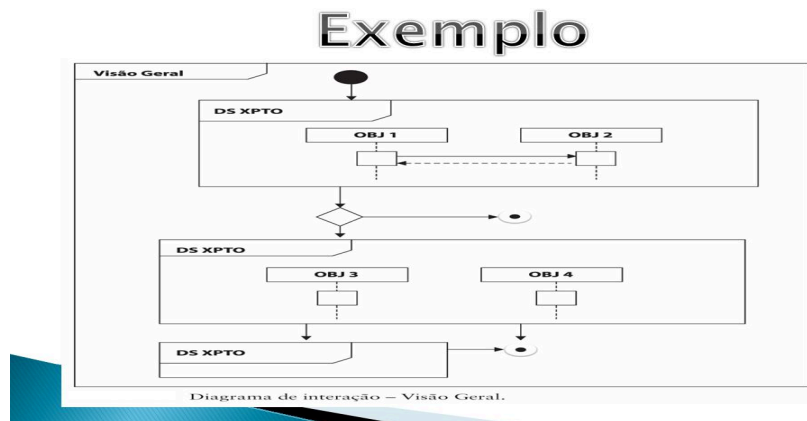 Exemplo
Visão Geral
DS XPTO
OBJ 1 OBJ 2
DS XPTO
OBJ 3 OBJ 4
DS XPTO
Diagrama de interação – Visão Geral.